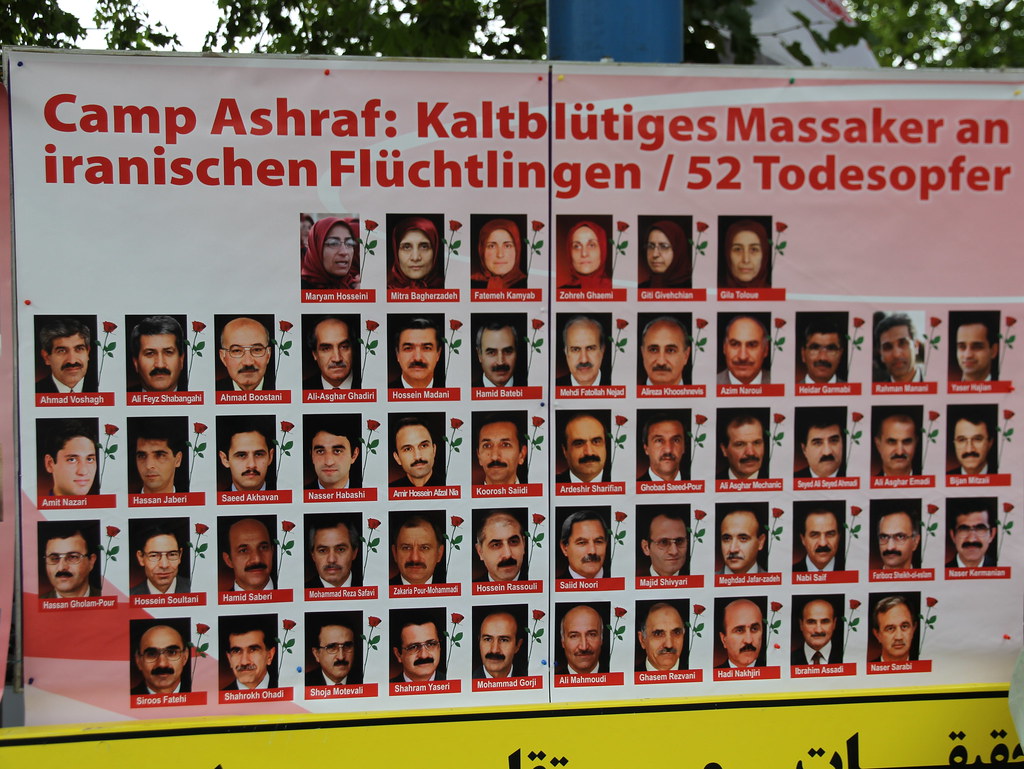 Camp Ashraf: Kaltblütiges Massaker an
iranischen Flüchtlingen / 52 Todesopfer
Maryam Hosseini Mitra Bagherzadeh Fatemeh Kamyab Zohreh Ghaemi Giti Givehchian Gila Toloue
Ahmad Voshagh Ali Feyz Shabangahi Ahmad Boostani Ali-Asghar Ghadiri Hossein Madani Hamid Batebi Mehdi Fatollah Nejad Alireza Khooshnevis Azim Naroui Heidar Garmabi Rahman Manani Yaser Hajian
Amit Nazari Hassan Jaberi Saeed Akhavan Nasser Habashi Amir Hossein Afzal Nia Koorosh Saiidi Ardeshir Sharifian Ghobad Saeed-Pour Ali Asghar Mechanic Seyed Ali Seyed Ahmadi Ali Asghar Emadi Bijan Mitzaii
Hassan Gholam-Pour Hossein Soultani Hamid Saberi Mohammad Reza Safavi Zakaria Pour-Mohammadi Hossein Rassouli Saiid Noori Majid Shivyari Meghdad Jafar-zadeh Nabi Saif Fariborz Sheikh-ol-eslam Naser Kermanian
Siroos Fatehi Shahrokh Ohadi Shoja Motevali Shahram Yaseri Mohammad Gorji Ali Mahmoudi Ghasem Rezvani Hadi Nakhjiri Ibrahim Assadi Naser Sarabi